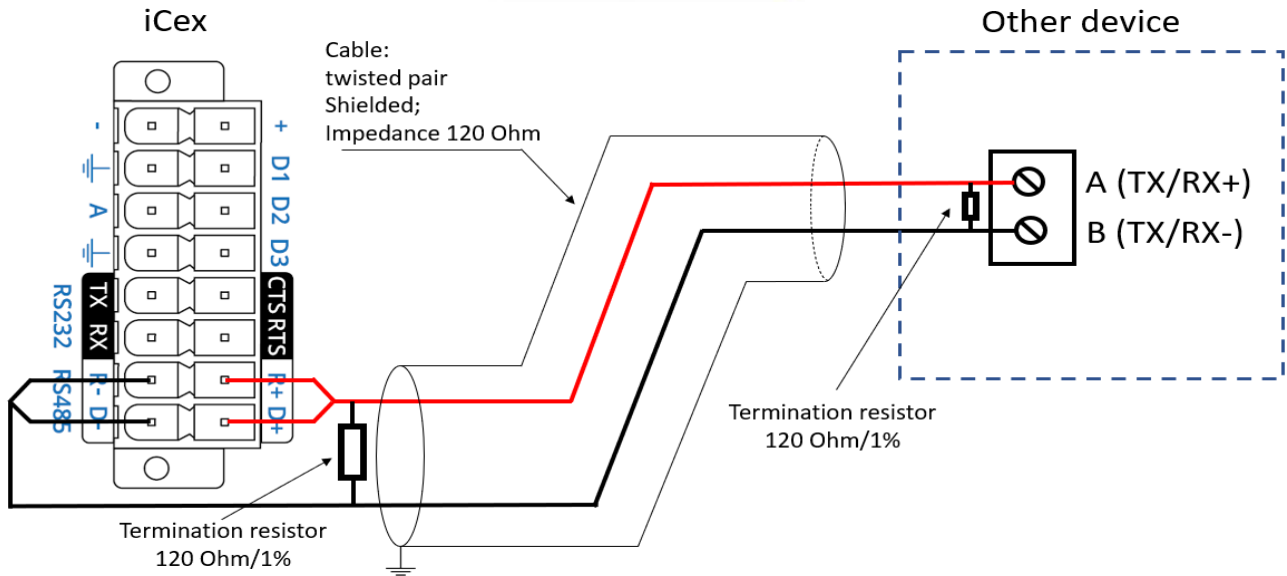 iCex
Other device
Cable:
twisted pair
Shielded;
Impedance 120 Ohm
- +
D1
A D2
D3
TX CTS
RS232
RX RTS
R- R+
RS485
D- D+
A (TX/RX+)
B (TX/RX-)
Termination resistor
120 Ohm/1%
Termination resistor
120 Ohm/1%